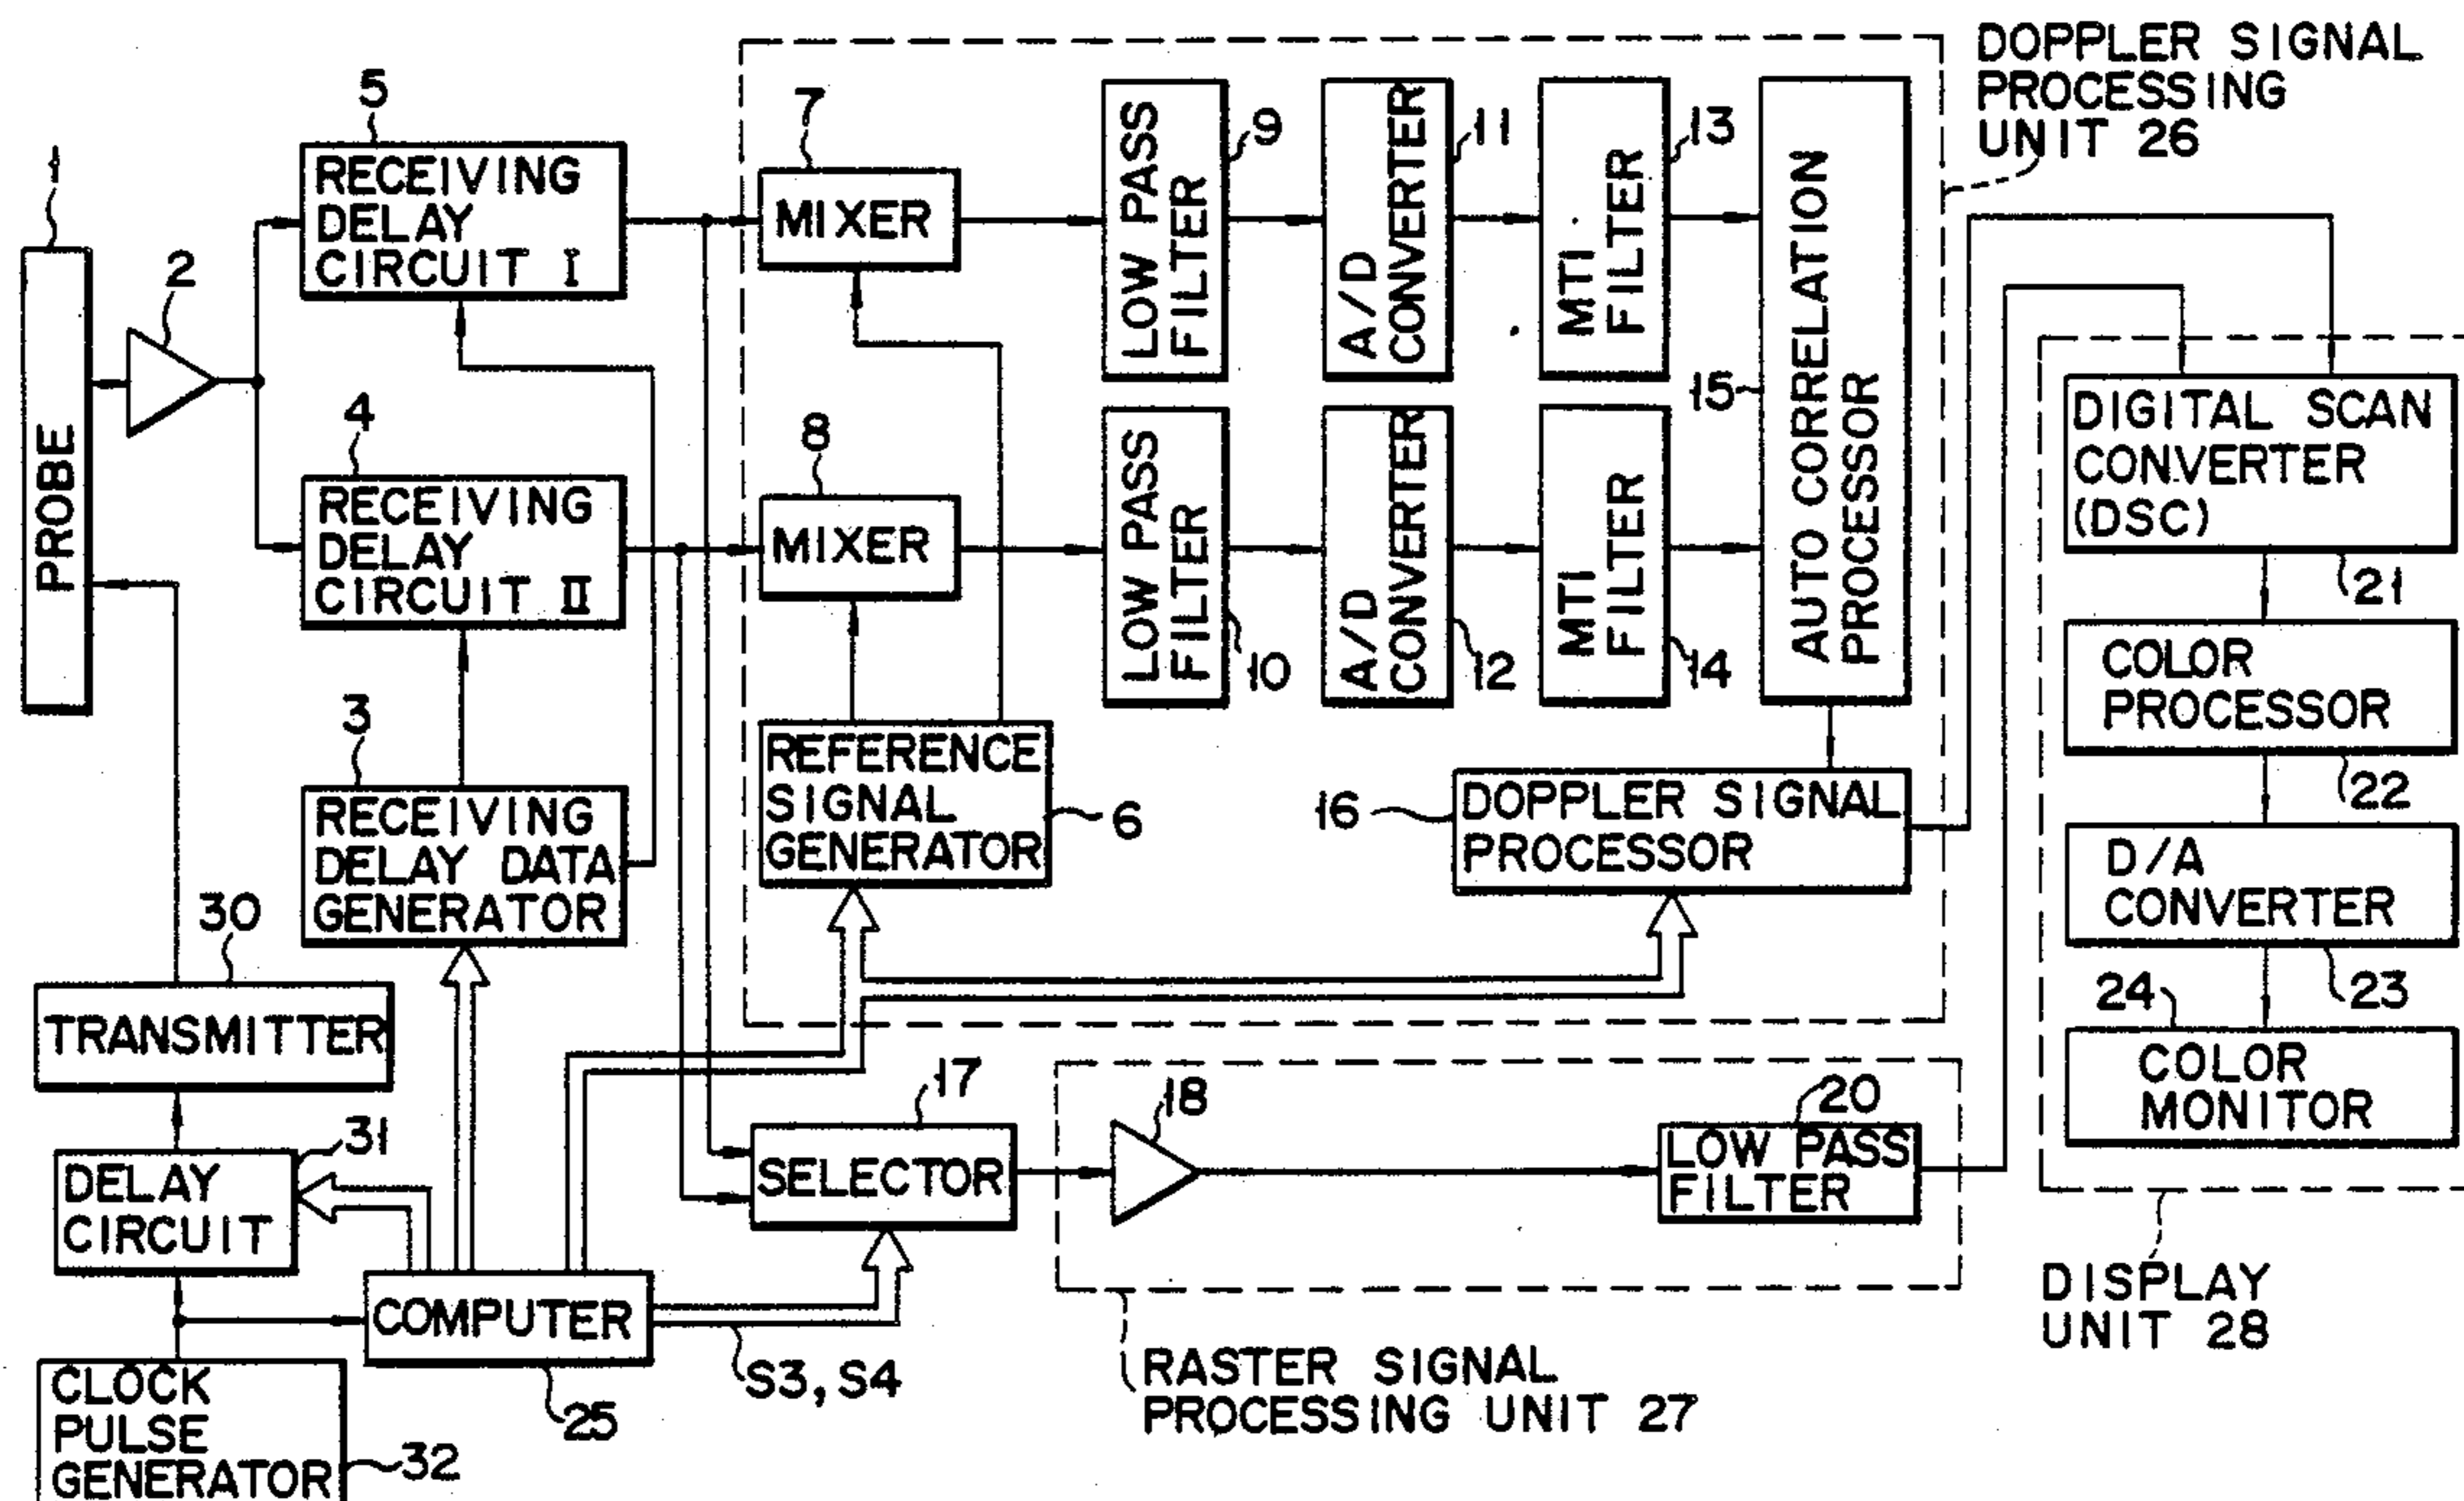 DOPPLER SIGNAL
PROCESSING
UNIT 26
1
PROBE
2
5
RECEIVING
DELAY
CIRCUIT I
4
RECEIVING
DELAY
CIRCUIT II
3
RECEIVING
DELAY DATA
GENERATOR
7
MIXER
8
MIXER
REFERENCE
SIGNAL
GENERATOR
6
LOW PASS
FILTER
9
LOW PASS
FILTER
10
A/D
CONVERTER
11
A/D
CONVERTER
12
MTI
FILTER
13
MTI
FILTER
14
15
AUTO CORRELATION
PROCESSOR
16
DOPPLER SIGNAL
PROCESSOR
DIGITAL SCAN
CONVERTER
(DSC)
21
COLOR
PROCESSOR
22
D/A
CONVERTER
23
24
COLOR
MONITOR
DISPLAY
UNIT 28
30
TRANSMITTER
31
DELAY
CIRCUIT
COMPUTER
25
S3, S4
CLOCK
PULSE
GENERATOR
32
17
SELECTOR
18
20
LOW PASS
FILTER
RASTER SIGNAL
PROCESSING UNIT 27